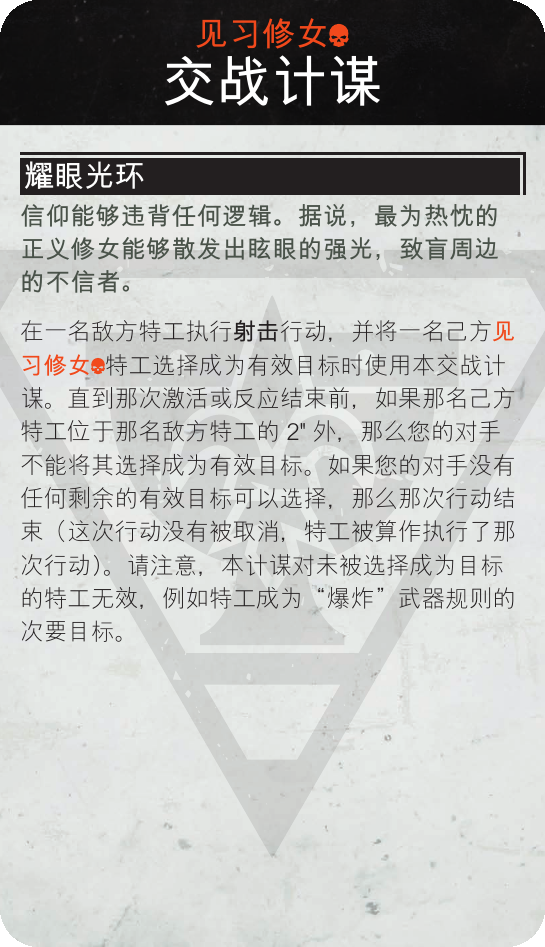 见习修女
交战计谋
耀眼光环
信仰能够违背任何逻辑。据说，最为热忱的
正义修女能够散发出眩眼的强光，致盲周边
的不信者。
在一名敌方特工执行射击行动，并将一名己方见
习修女特工选择成为有效目标时使用本交战计
谋。直到那次激活或反应结束前，如果那名己方
特工位于那名敌方特工的 2" 外，那么您的对手
不能将其选择成为有效目标。如果您的对手没有
任何剩余的有效目标可以选择，那么那次行动结
束（这次行动没有被取消，特工被算作执行了那
次行动)。请注意，本计谋对未被选择成为目标
的特工无效，例如特工成为“爆炸”武器规则的
次要目标。